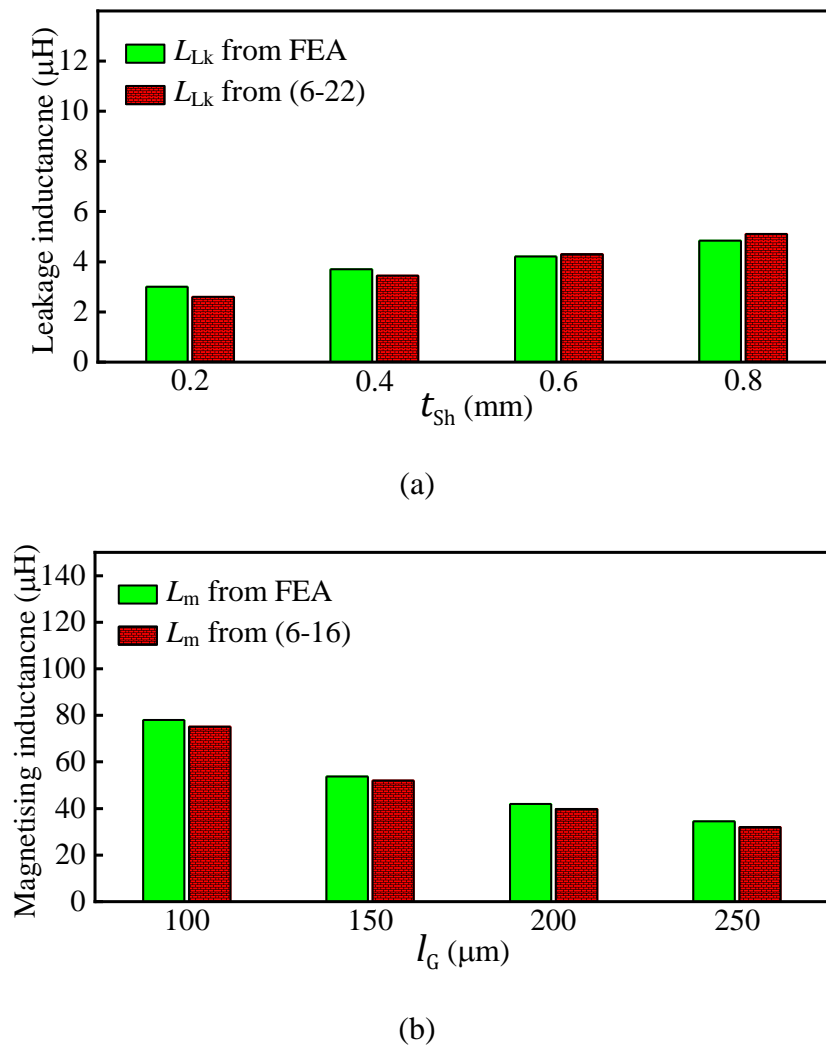 Leakage inductancne (μH)
12
10
8
6
4
2
0
L_Lk from FEA
L_Lk from (6-22)
0.2 0.4 0.6 0.8
t_Sh (mm)
(a)
Magnetising inductancne (μH)
140
120
100
80
60
40
20
0
L_m from FEA
L_m from (6-16)
100 150 200 250
l_G (μm)
(b)